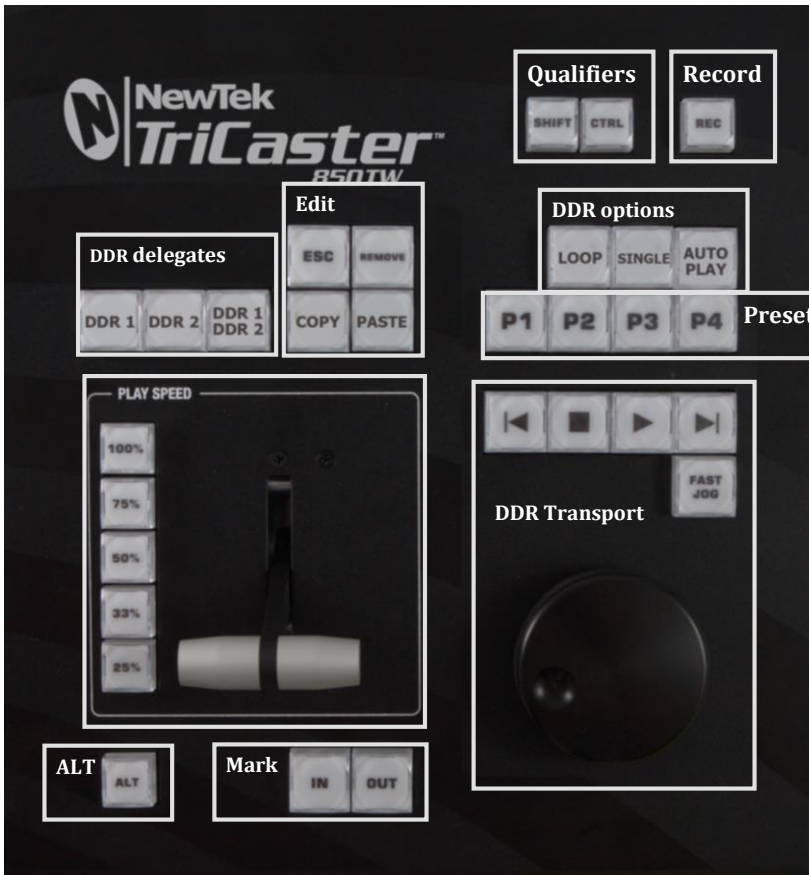 Qualifiers
Record
NewTek
TriCaster™
850TW
SHIFT
CTRL
REC
Edit
DDR options
DDR delegates
ESC
REMOVE
LOOP
SINGLE
AUTO
PLAY
DDR 1
DDR 2
DDR 1
DDR 2
COPY
PASTE
P1
P2
P3
P4
Preset
PLAY SPEED
100%
75%
50%
33%
25%
FAST
JOG
DDR Transport
ALT
ALT
Mark
IN
OUT